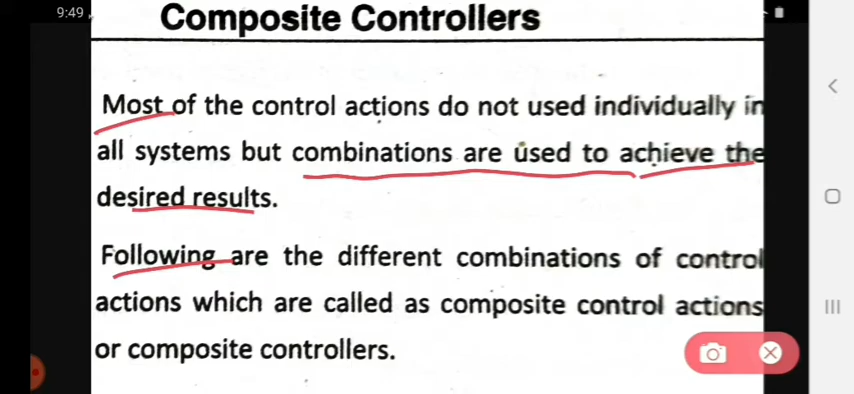 9:49
Composite Controllers
Most of the control actions do not used individually in
all systems but combinations are used to achieve the
desired results.
Following are the different combinations of control
actions which are called as composite control actions
or composite controllers.